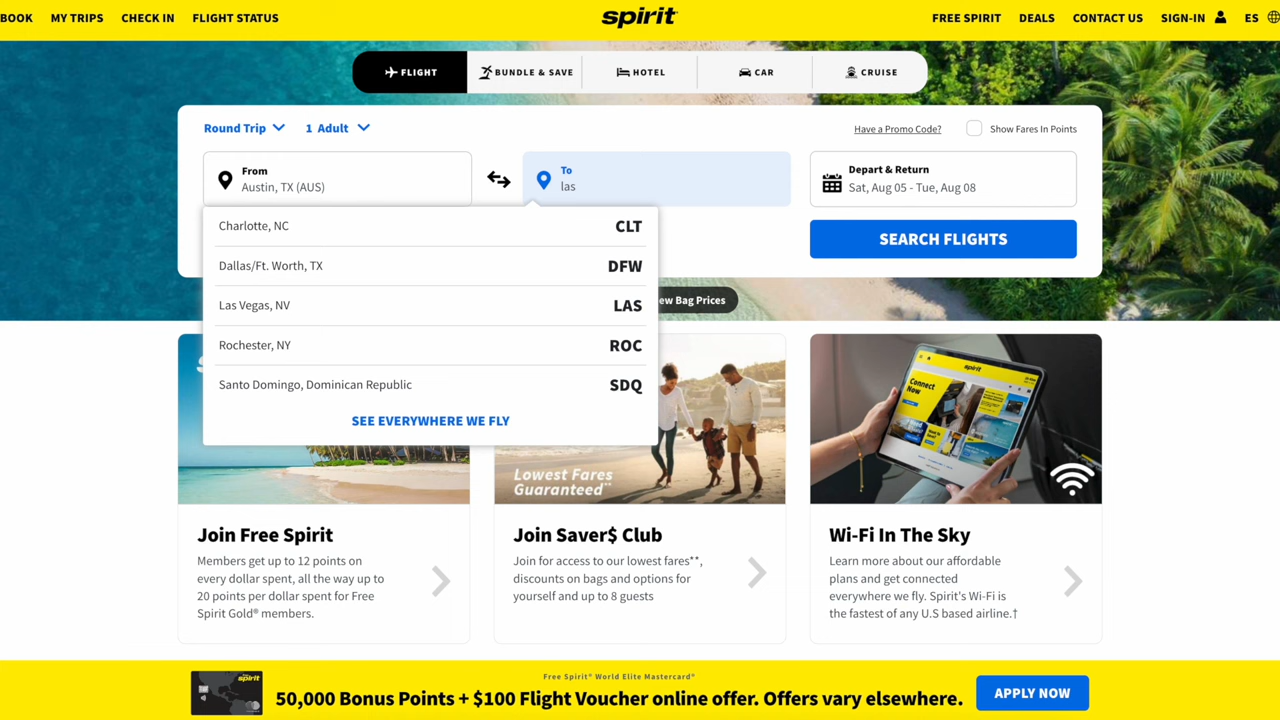 BOOK MY TRIPS CHECK IN FLIGHT STATUS spirit FREE SPIRIT DEALS CONTACT US SIGN-IN ES
FLIGHT BUNDLE & SAVE HOTEL CAR CRUISE
Round Trip 1 Adult Have a Promo Code? Show Fares In Points
From
Austin, TX (AUS)
To
las
Depart & Return
Sat, Aug 05 - Tue, Aug 08
SEARCH FLIGHTS
Charlotte, NC CLT
Dallas/Ft. Worth, TX DFW
Las Vegas, NV LAS
Rochester, NY ROC
Santo Domingo, Dominican Republic SDQ
SEE EVERYWHERE WE FLY
Bag Prices
Lowest Fares
Guaranteed**
spirit
Connect
Now
Join Free Spirit
Members get up to 12 points on
every dollar spent, all the way up to
20 points per dollar spent for Free
Spirit Gold® members.
Join Saver$ Club
Join for access to our lowest fares**,
discounts on bags and options for
yourself and up to 8 guests
Wi-Fi In The Sky
Learn more about our affordable
plans and get connected
everywhere we fly. Spirit's Wi-Fi is
the fastest of any U.S based airline.†
spirit
Free Spirit® World Elite Mastercard®
50,000 Bonus Points + $100 Flight Voucher online offer. Offers vary elsewhere.
APPLY NOW